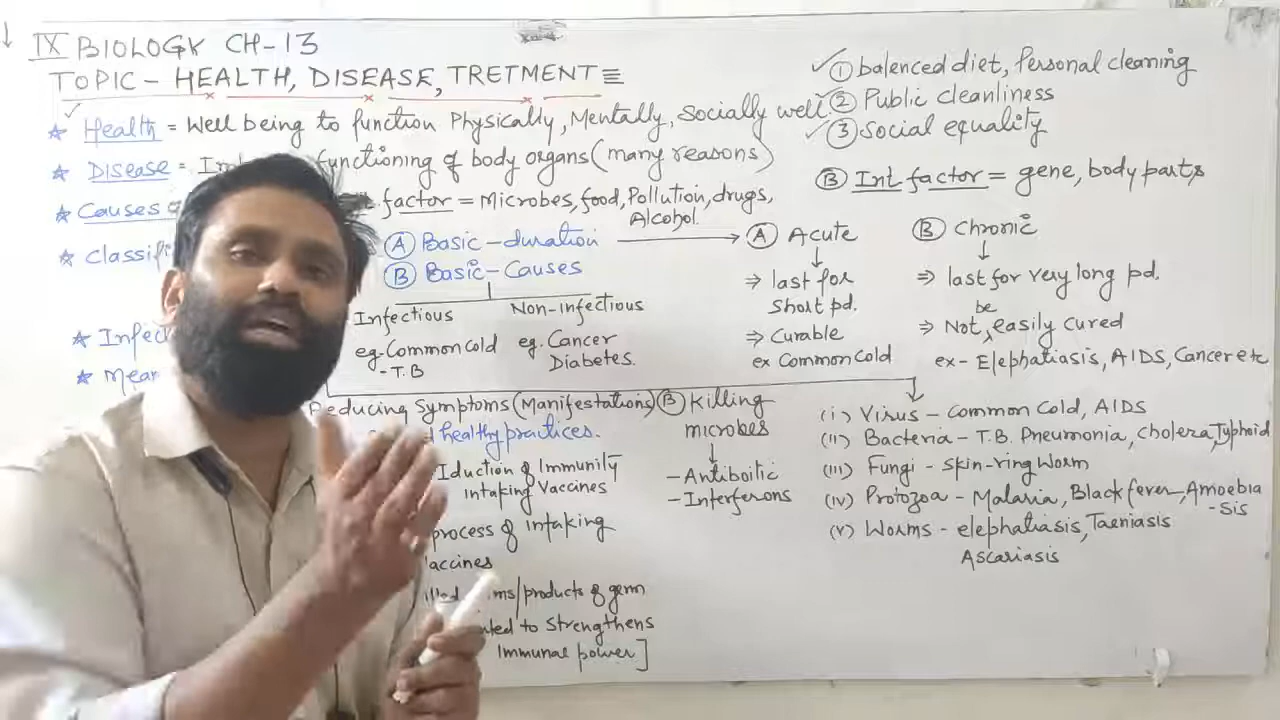 IX BIOLOGY CH-13
TOPIC - HEALTH, DISEASE, TRETMENT
Health = Well being to function Physically, Mentally, Socially well
① balenced diet, Personal cleaning
② Public cleanliness
③ Social equality
Disease = functioning of body organs (many reasons)
Causes
factor = Microbes, food, Pollution, drugs,
Alcohol.
Ⓑ Int factor = gene, body parts
Ⓐ Basic - duration
Ⓑ Basic - Causes
Infectious
eg- Common Cold
- T.B
Non-infectious
eg. Cancer
Diabetes.
Ⓐ Acute
⇒ last for
Short pd.
⇒ Curable
ex Common Cold
Ⓑ Chronic
⇒ last for very long pd.
be
⇒ Not easily cured
ex- Elephatiasis, AIDS, Cancer etc
Reducing Symptoms (Manifestations)
healthy practices.
Ⓑ Killing
microbes
- Antiboitic
- Interferons
(i) Virus - Common Cold, AIDS
(ii) Bacteria - T.B. Pneumonia, Cholera, Typhoid
(iii) Fungi - Skin-ring Worm
(iv) Protozoa - Malaria, Black fever, Amoebia
-sis
(v) Worms - elephatiasis, Taeniasis
Ascariasis
Iduction of Immunity
intaking Vaccines
process of intaking
Vaccines
products of germ
to Strengthens
Immunal power]